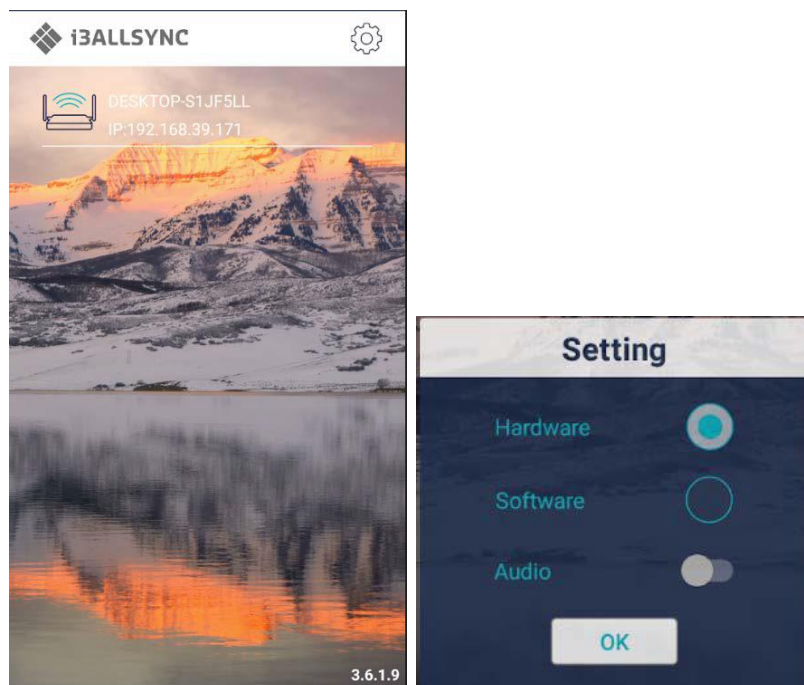 i3ALLSYNC
DESKTOP-S1JF5LL
IP:192.168.39.171
3.6.1.9
Setting
Hardware
Software
Audio
OK